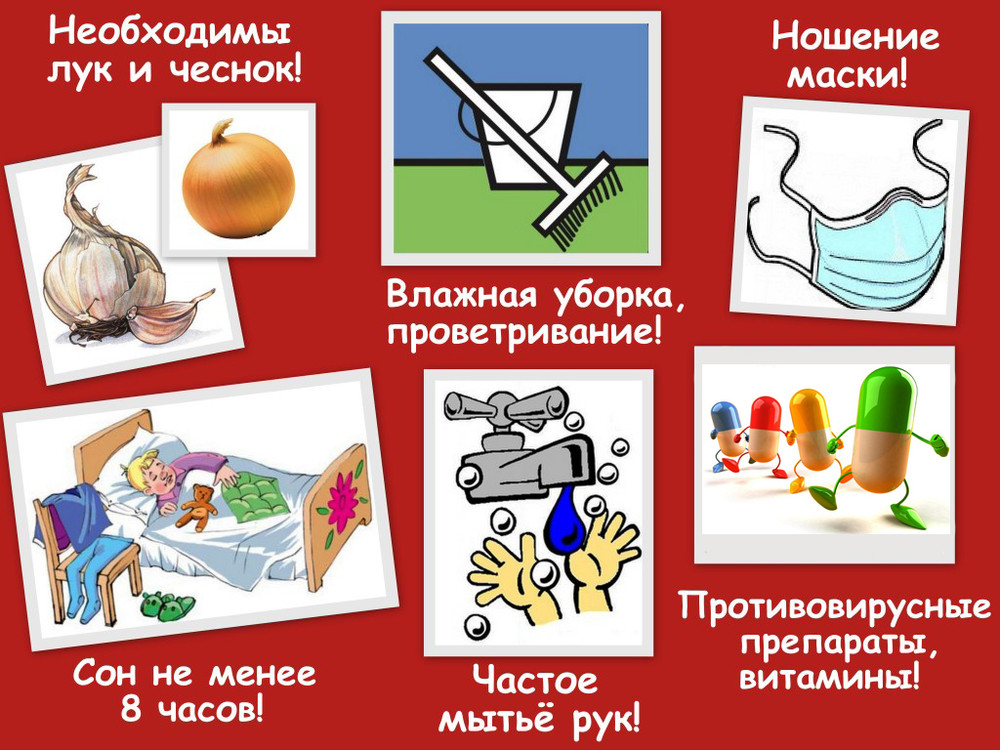 Необходимы
лук и чеснок!
Ношение
маски!
Влажная уборка,
проветривание!
Сон не менее
8 часов!
Частое
мытьё рук!
Противовирусные
препараты,
витамины!